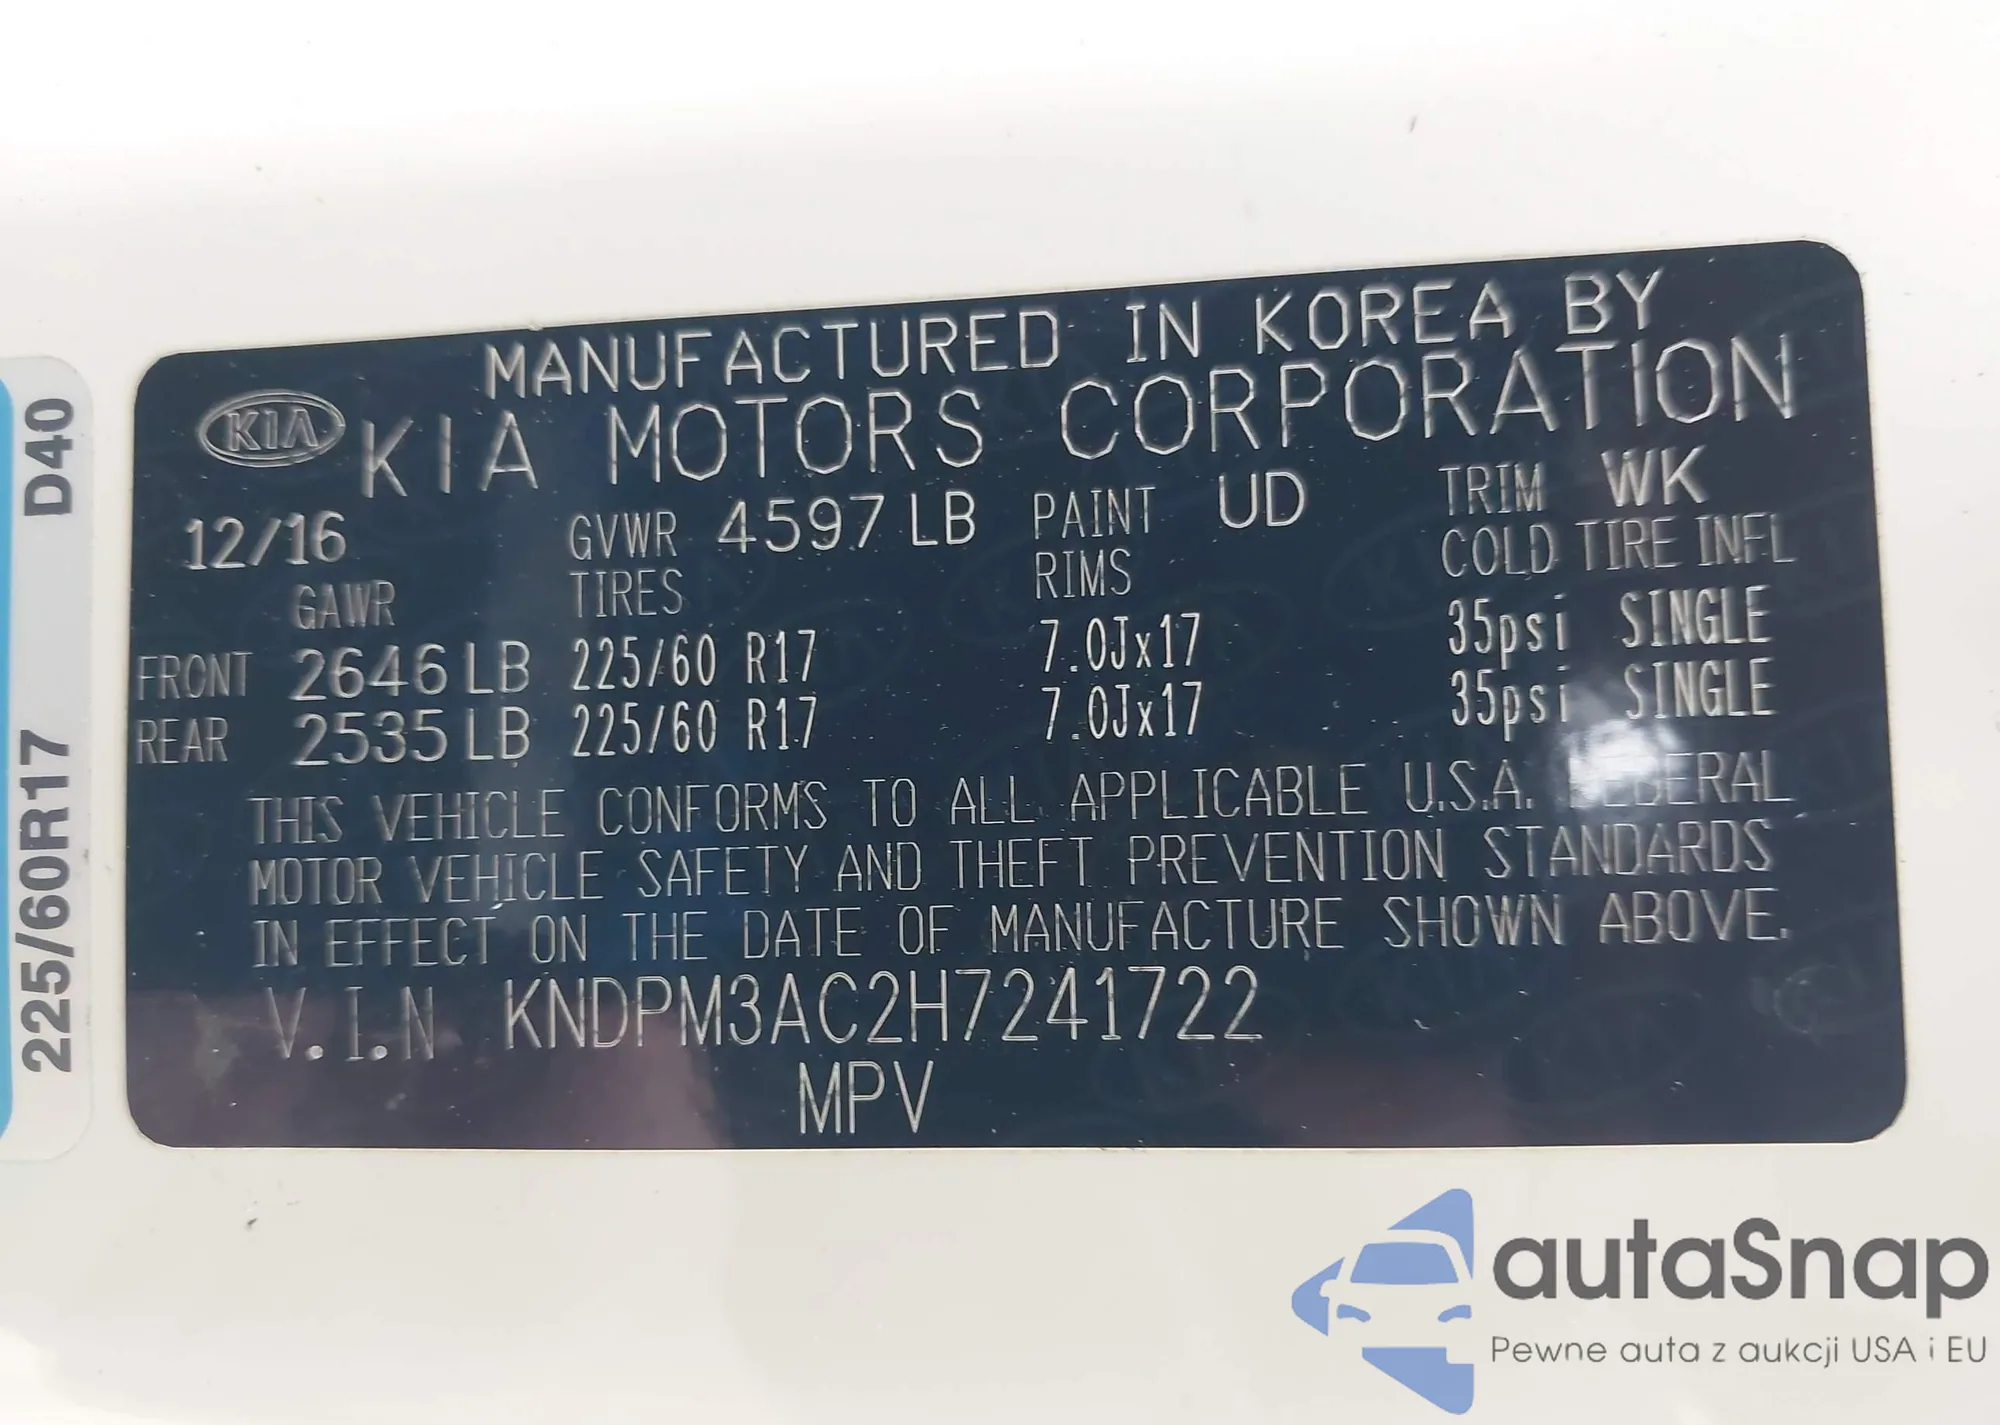 MANUFACTURED IN KOREA BY
KIA KIA MOTORS CORPORATION
12/16 GVWR 4597 LB PAINT UD TRIM WK
GAWR TIRES RIMS COLD TIRE INFL
FRONT 2646 LB 225/60 R17 7.0Jx17 35psi SINGLE
REAR 2535 LB 225/60 R17 7.0Jx17 35psi SINGLE
THIS VEHICLE CONFORMS TO ALL APPLICABLE U.S.A. FEDERAL
MOTOR VEHICLE SAFETY AND THEFT PREVENTION STANDARDS
IN EFFECT ON THE DATE OF MANUFACTURE SHOWN ABOVE.
V.I.N KNDPM3AC2H7241722
MPV
225/60R17 D40
autaSnap
Pewne auta z aukcji USA i EU